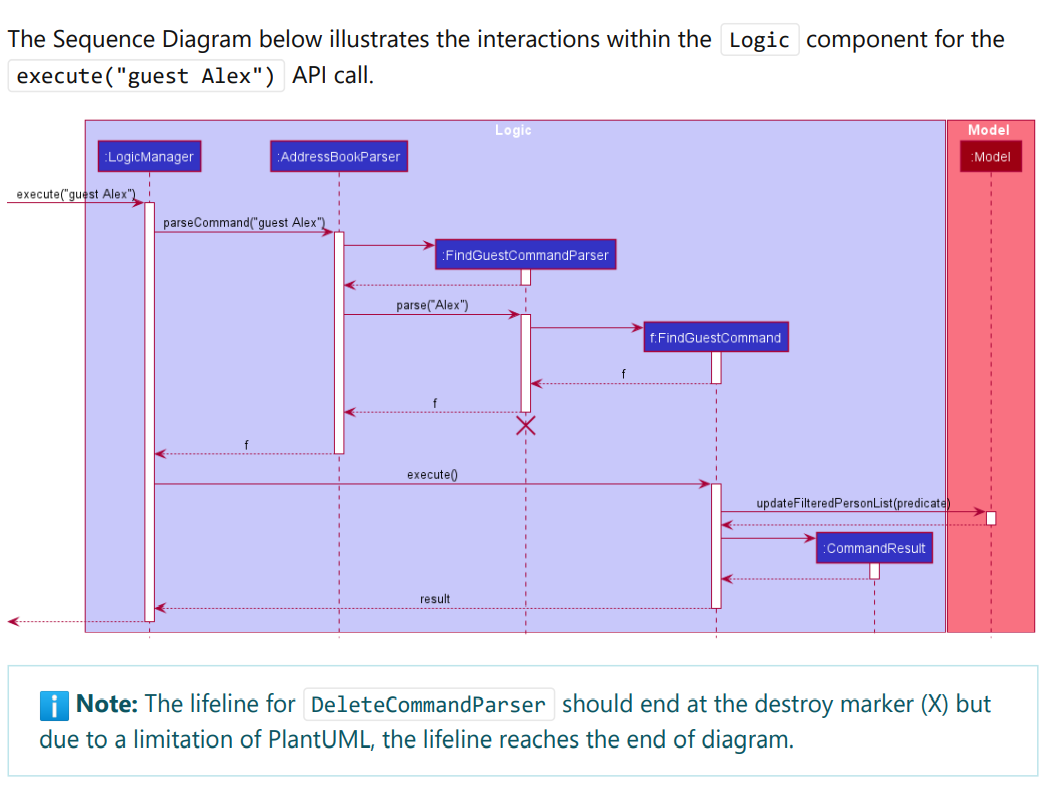 The Sequence Diagram below illustrates the interactions within the Logic component for the
execute("guest Alex") API call.
Logic
Model
:LogicManager
:AddressBookParser
:Model
execute("guest Alex")
parseCommand("guest Alex")
:FindGuestCommandParser
parse("Alex")
f:FindGuestCommand
f
f
f
execute()
updateFilteredPersonList(predicate)
:CommandResult
result
i Note: The lifeline for DeleteCommandParser should end at the destroy marker (X) but
due to a limitation of PlantUML, the lifeline reaches the end of diagram.